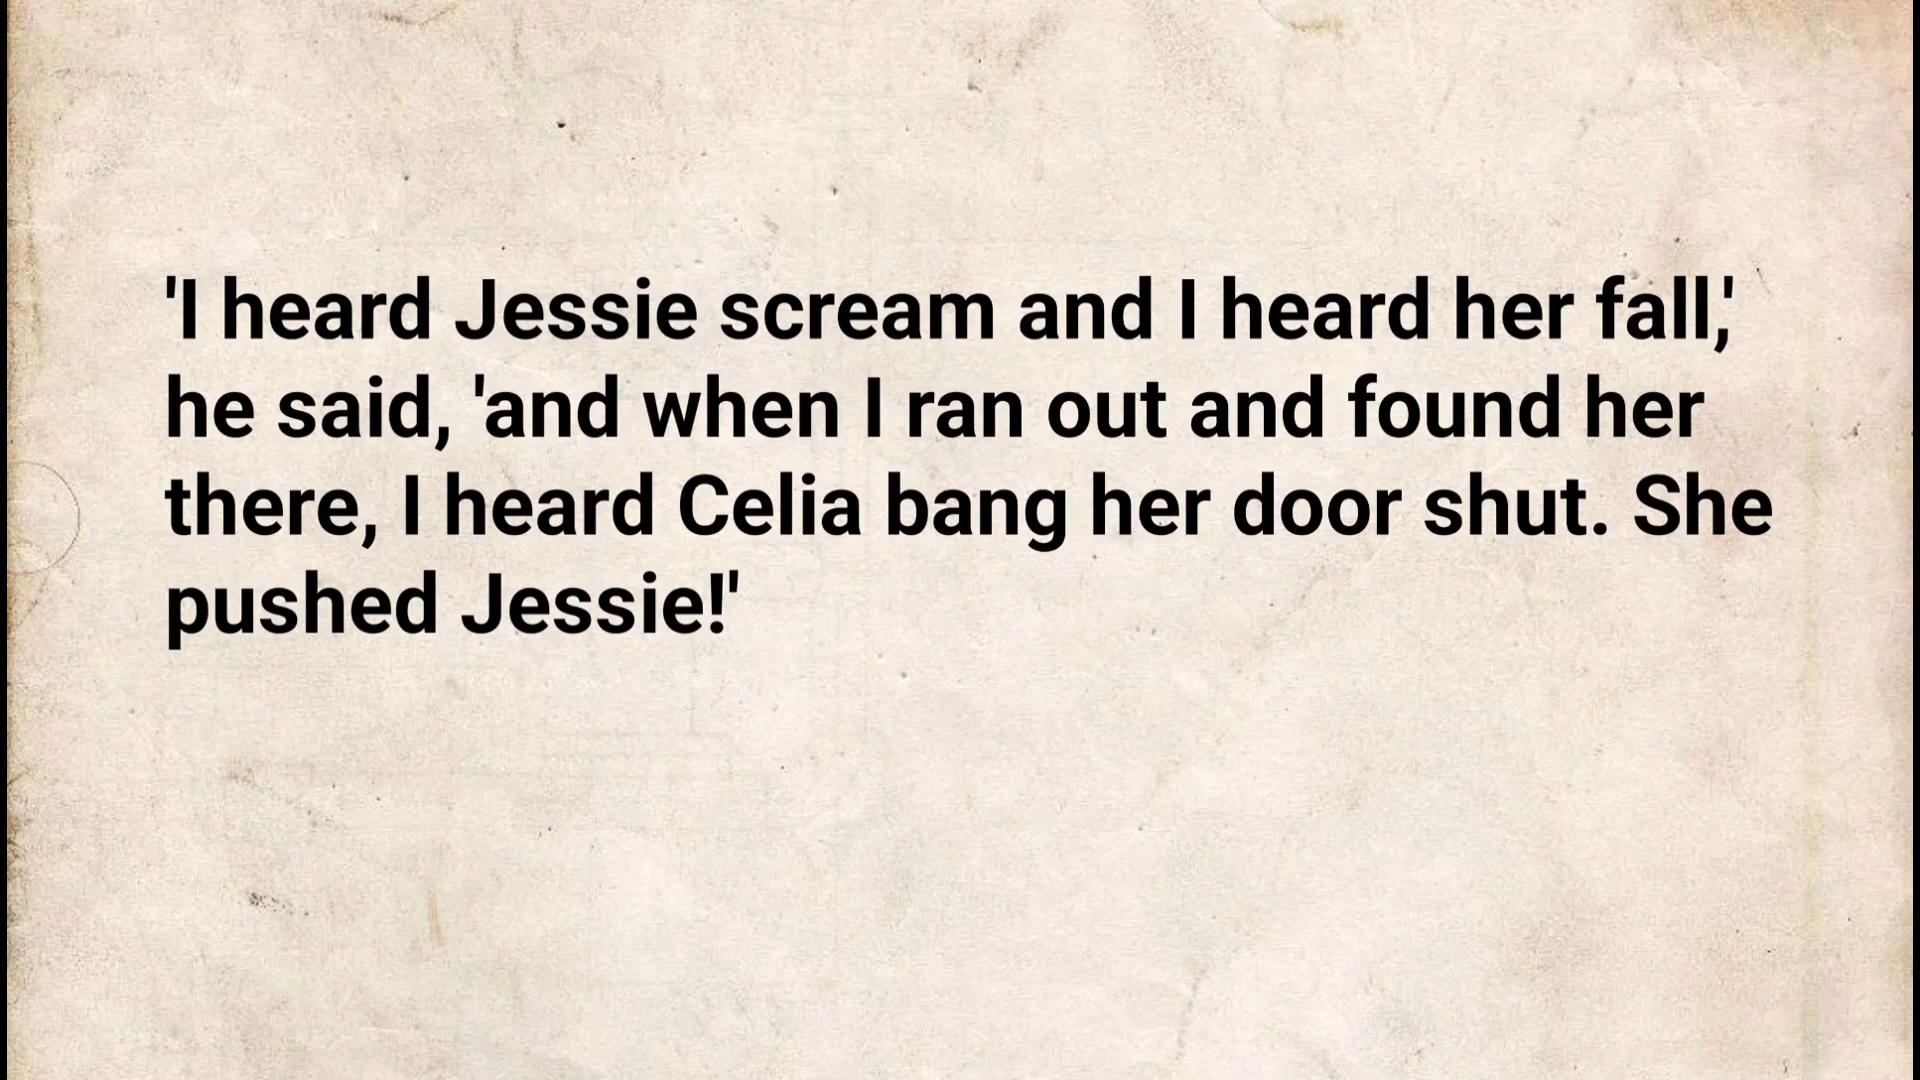 'I heard Jessie scream and I heard her fall,'
he said, 'and when I ran out and found her
there, I heard Celia bang her door shut. She
pushed Jessie!'